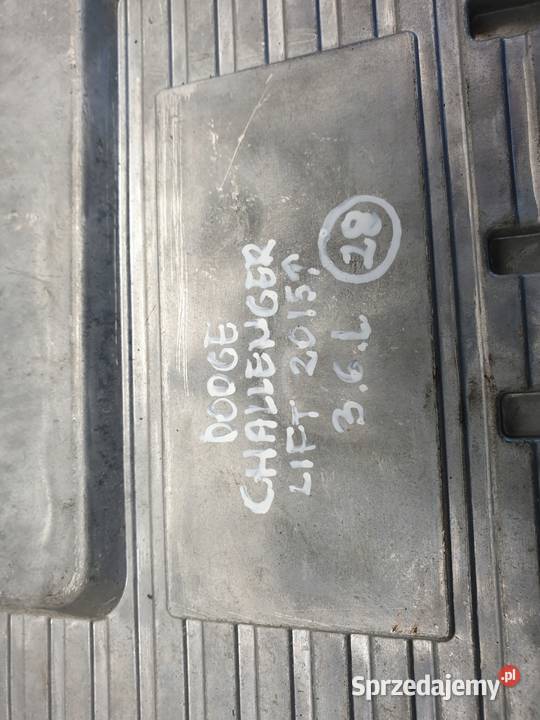 DODGE
CHALLENGER
LIFT 2015r,
3.6.L 28
Sprzedajemy.pl